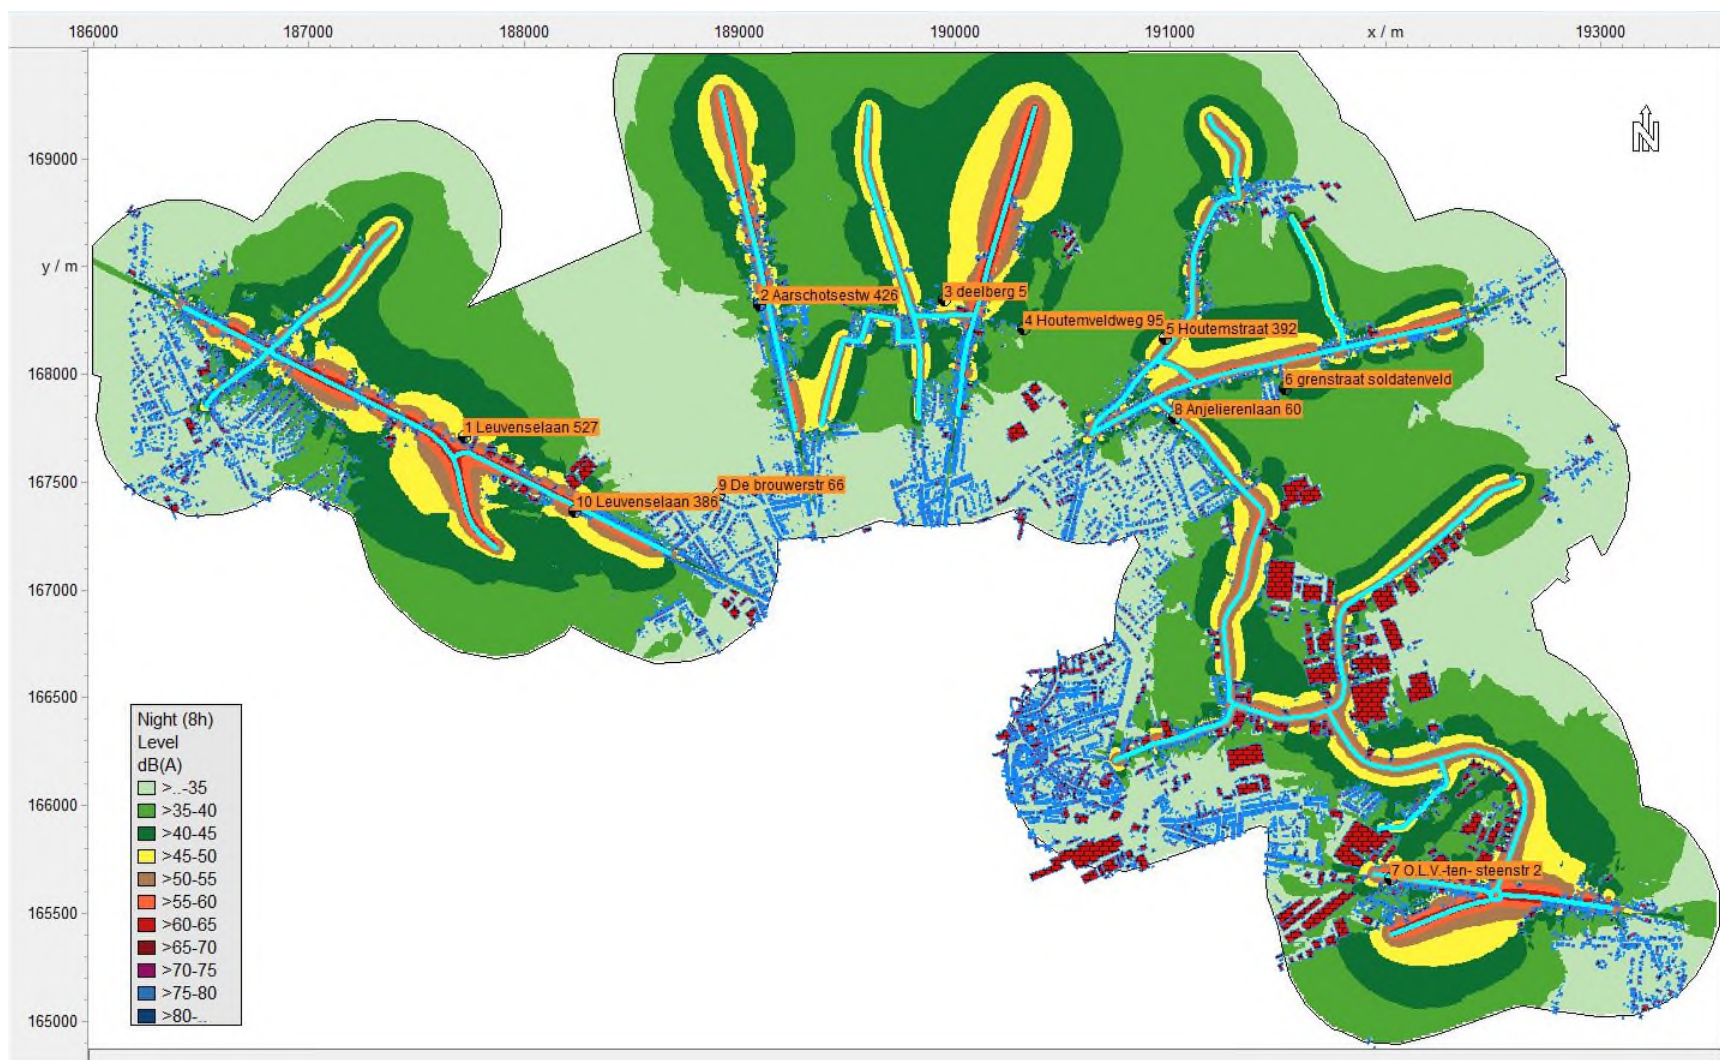 186000 187000 188000 189000 190000 191000 x / m 193000
169000
N
y / m
2 Aarschotsestw 426
3 deelberg 5
4 Houtemveldweg 95
5 Houtemstraat 392
168000
6 grenstraat soldatenveld
8 Anjelierenlaan 60
1 Leuvenselaan 527
167500
9 De brouwerstr 66
10 Leuvenselaan 386
167000
166500
166000
165500
165000
7 O.L.V.-ten- steenstr 2
Night (8h)
Level
dB(A)
>..-35
>35-40
>40-45
>45-50
>50-55
>55-60
>60-65
>65-70
>70-75
>75-80
>80-..